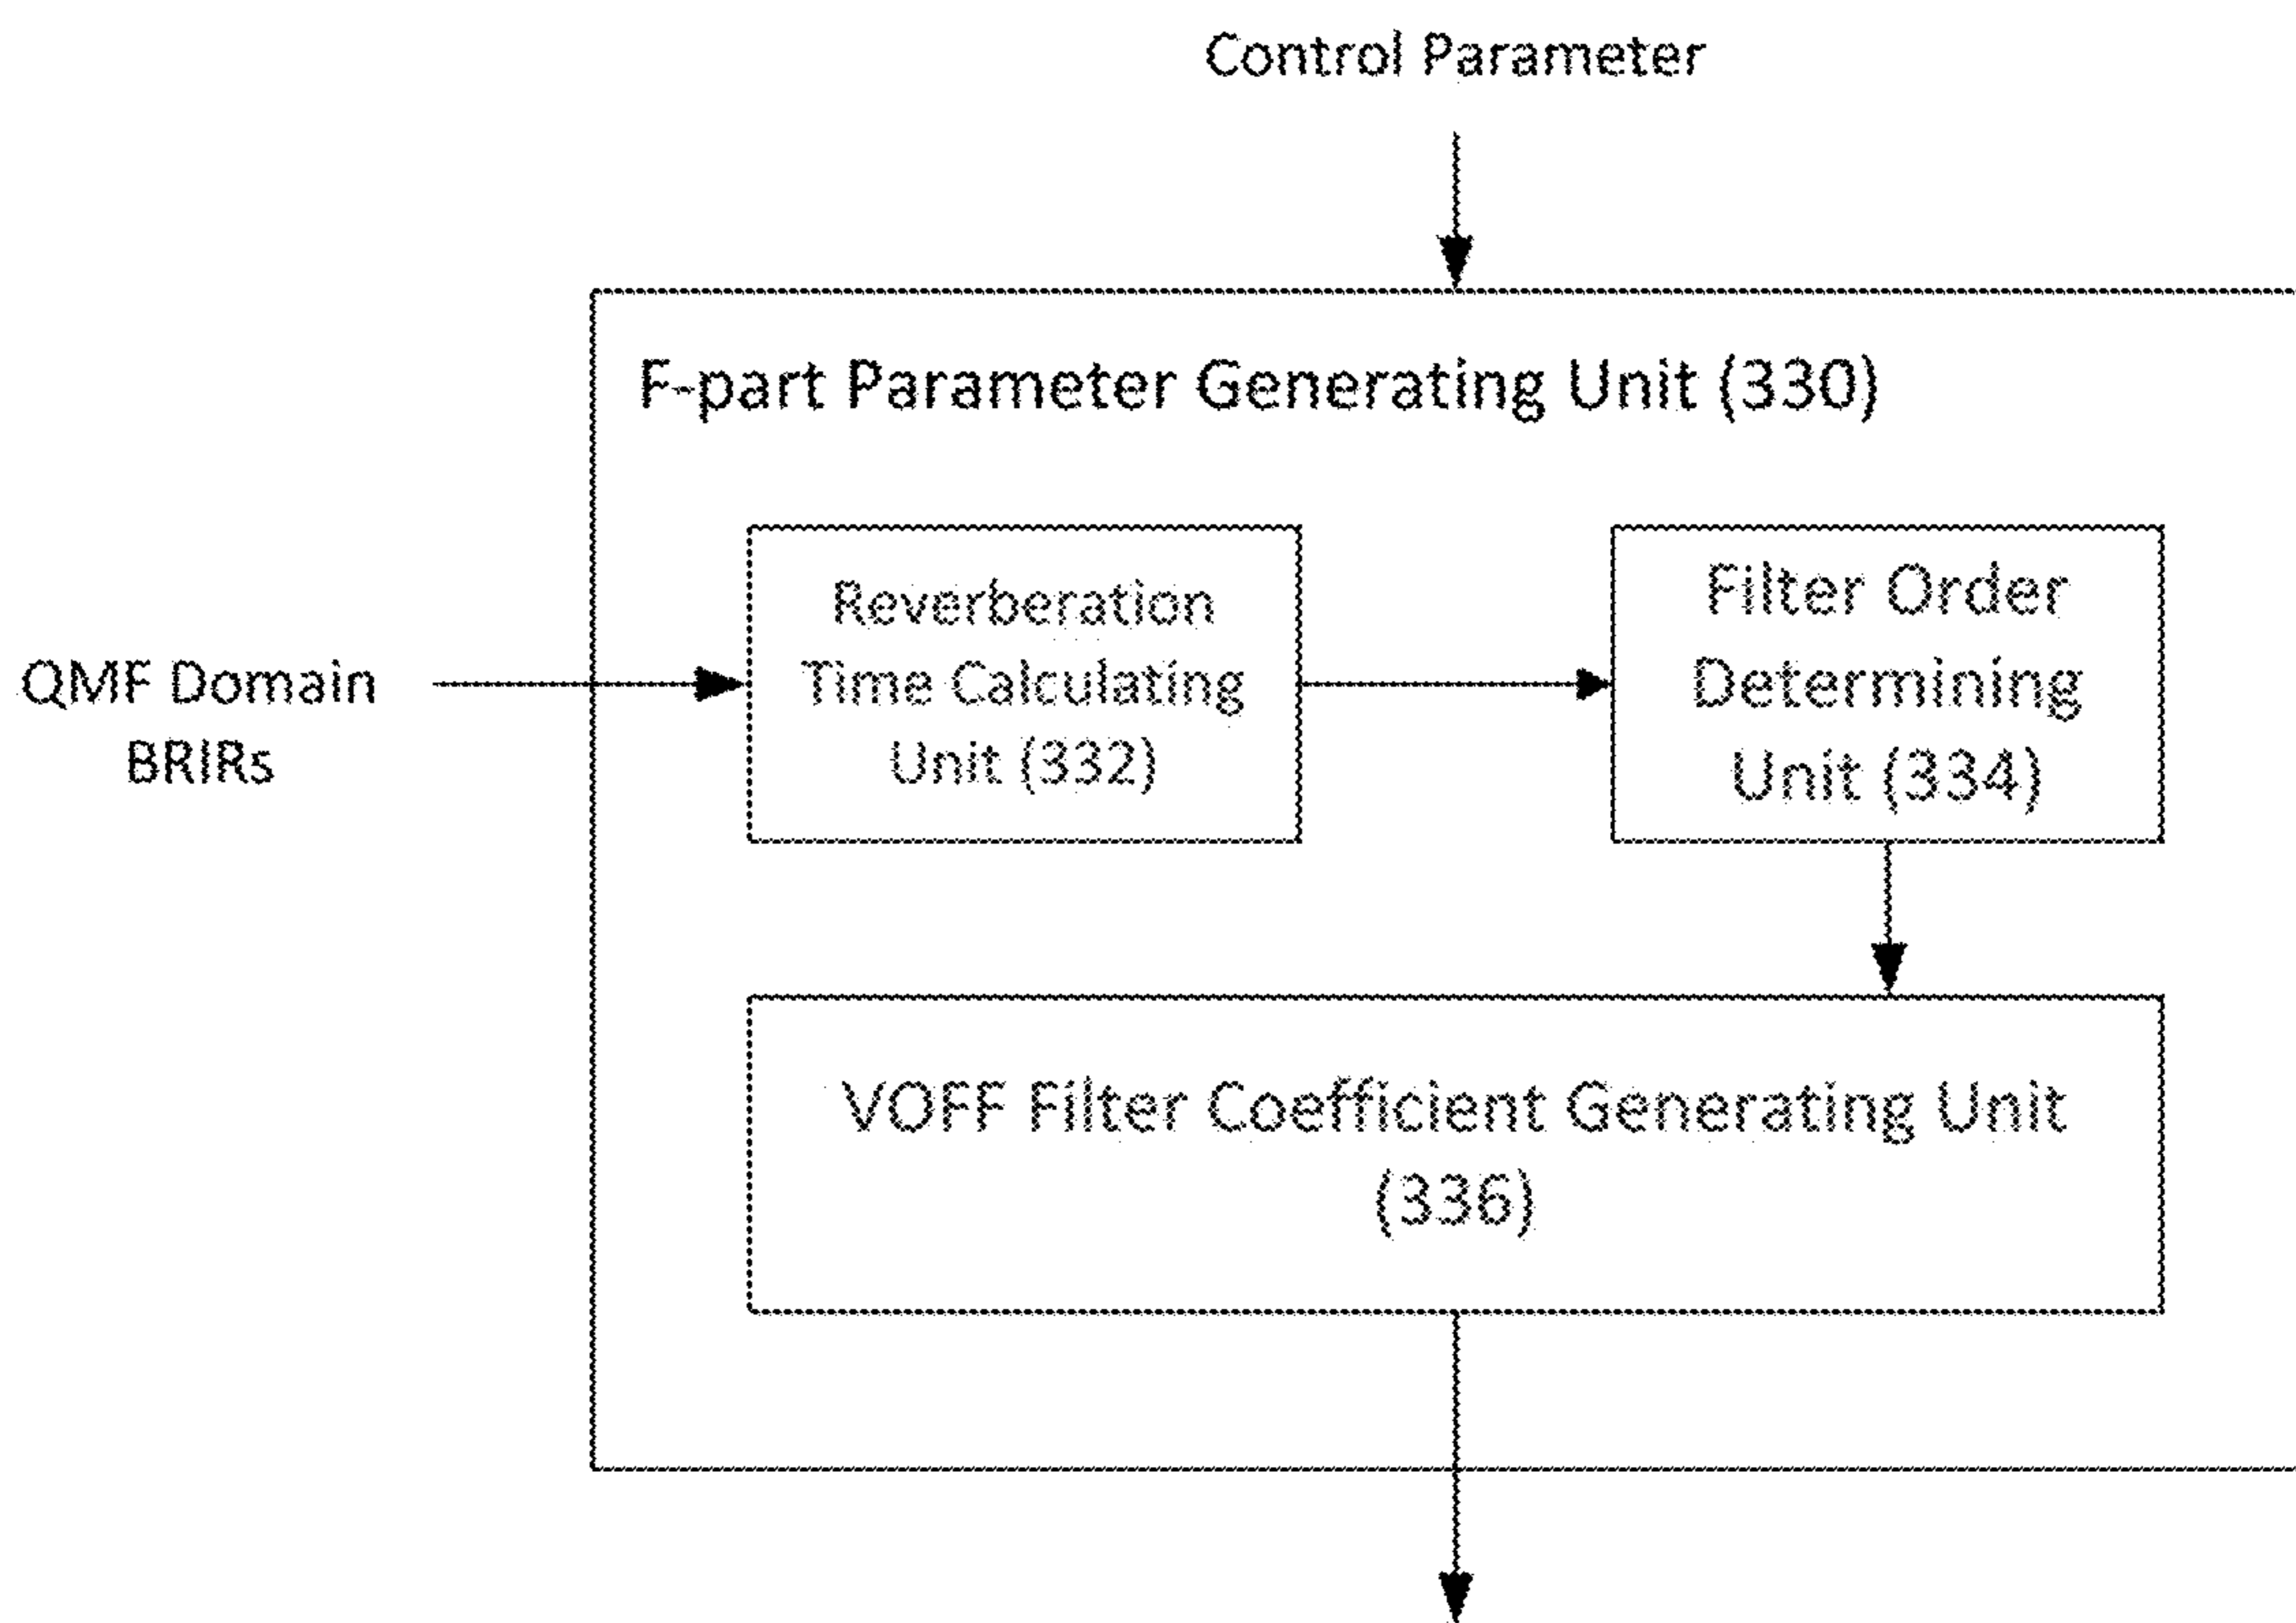 Control Parameter
F-part Parameter Generating Unit (330)
Reverberation
Time Calculating
Unit (332)
Filter Order
Determining
Unit (334)
QMF Domain
BRIRs
VOFF Filter Coefficient Generating Unit
(336)